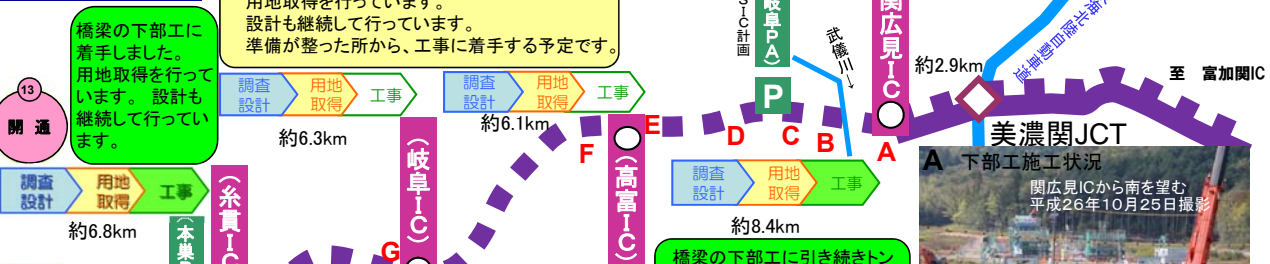 用地取得を行っています。
設計も継続して行っています。
準備が整った所から、工事に着手する予定です。
橋梁の下部工に
着手しました。
用地取得を行って
います。 設計も
継続して行ってい
ます。
13
開 通
調査
設計
用地
取得
工事
約6.3km
調査
設計
用地
取得
工事
約6.1km
調査
設計
用地
取得
工事
約6.8km
(本巣
(糸貫IC
(岐阜IC)
G
F
E
(高富IC)
D
C
B
A
SIC計画
岐阜PA)
P
武儀川→
関広見IC
約2.9km
東海北陸自動車道
至 富加関IC
美濃関JCT
調査
設計
用地
取得
工事
約8.4km
橋梁の下部工に引き続きトン
A 下部工施工状況
関広見ICから南を望む
平成26年10月25日撮影